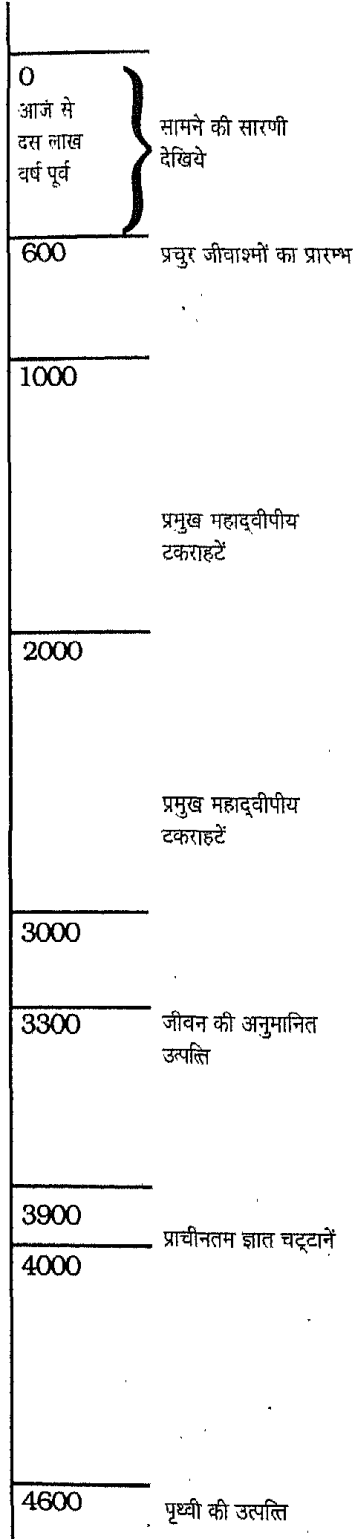 0
आज से
दस लाख
वर्ष पूर्व
सामने की सारणी
देखिये
600
प्रचुर जीवाश्मों का प्रारम्भ
1000
प्रमुख महाद्वीपीय
टकराहटें
2000
प्रमुख महाद्वीपीय
टकराहटें
3000
3300
जीवन की अनुमानित
उत्पत्ति
3900
प्राचीनतम ज्ञात चट्टानें
4000
4600
पृथ्वी की उत्पत्ति